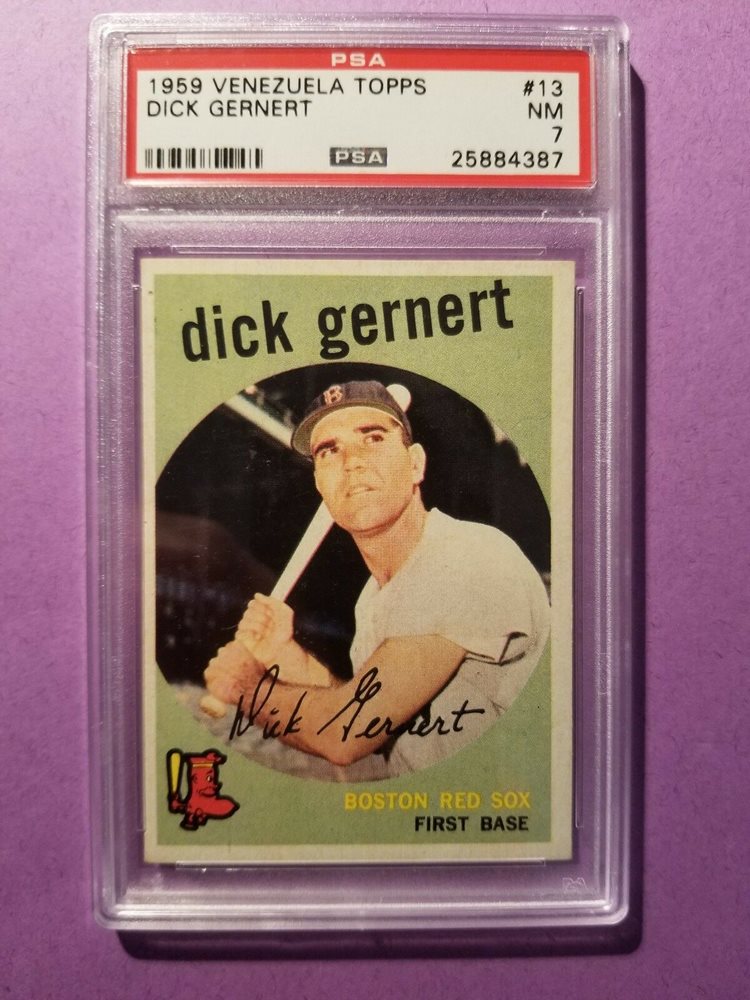 PSA
1959 VENEZUELA TOPPS #13
DICK GERNERT NM
7
PSA 25884387
dick gernert
B
Dick Gernert
BOSTON RED SOX
FIRST BASE